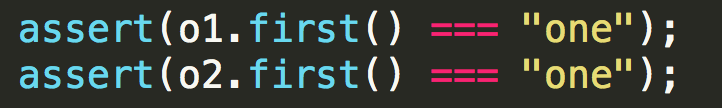 assert(o1.first() === "one");
assert(o2.first() === "one");